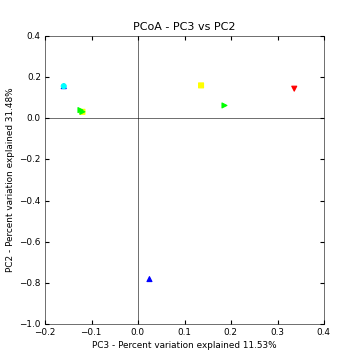 PCoA - PC3 vs PC2
0.4
0.2
0.0
−0.2
−0.4
−0.6
−0.8
−1.0
PC2 - Percent variation explained 31.48%
−0.2 −0.1 0.0 0.1 0.2 0.3 0.4
PC3 - Percent variation explained 11.53%